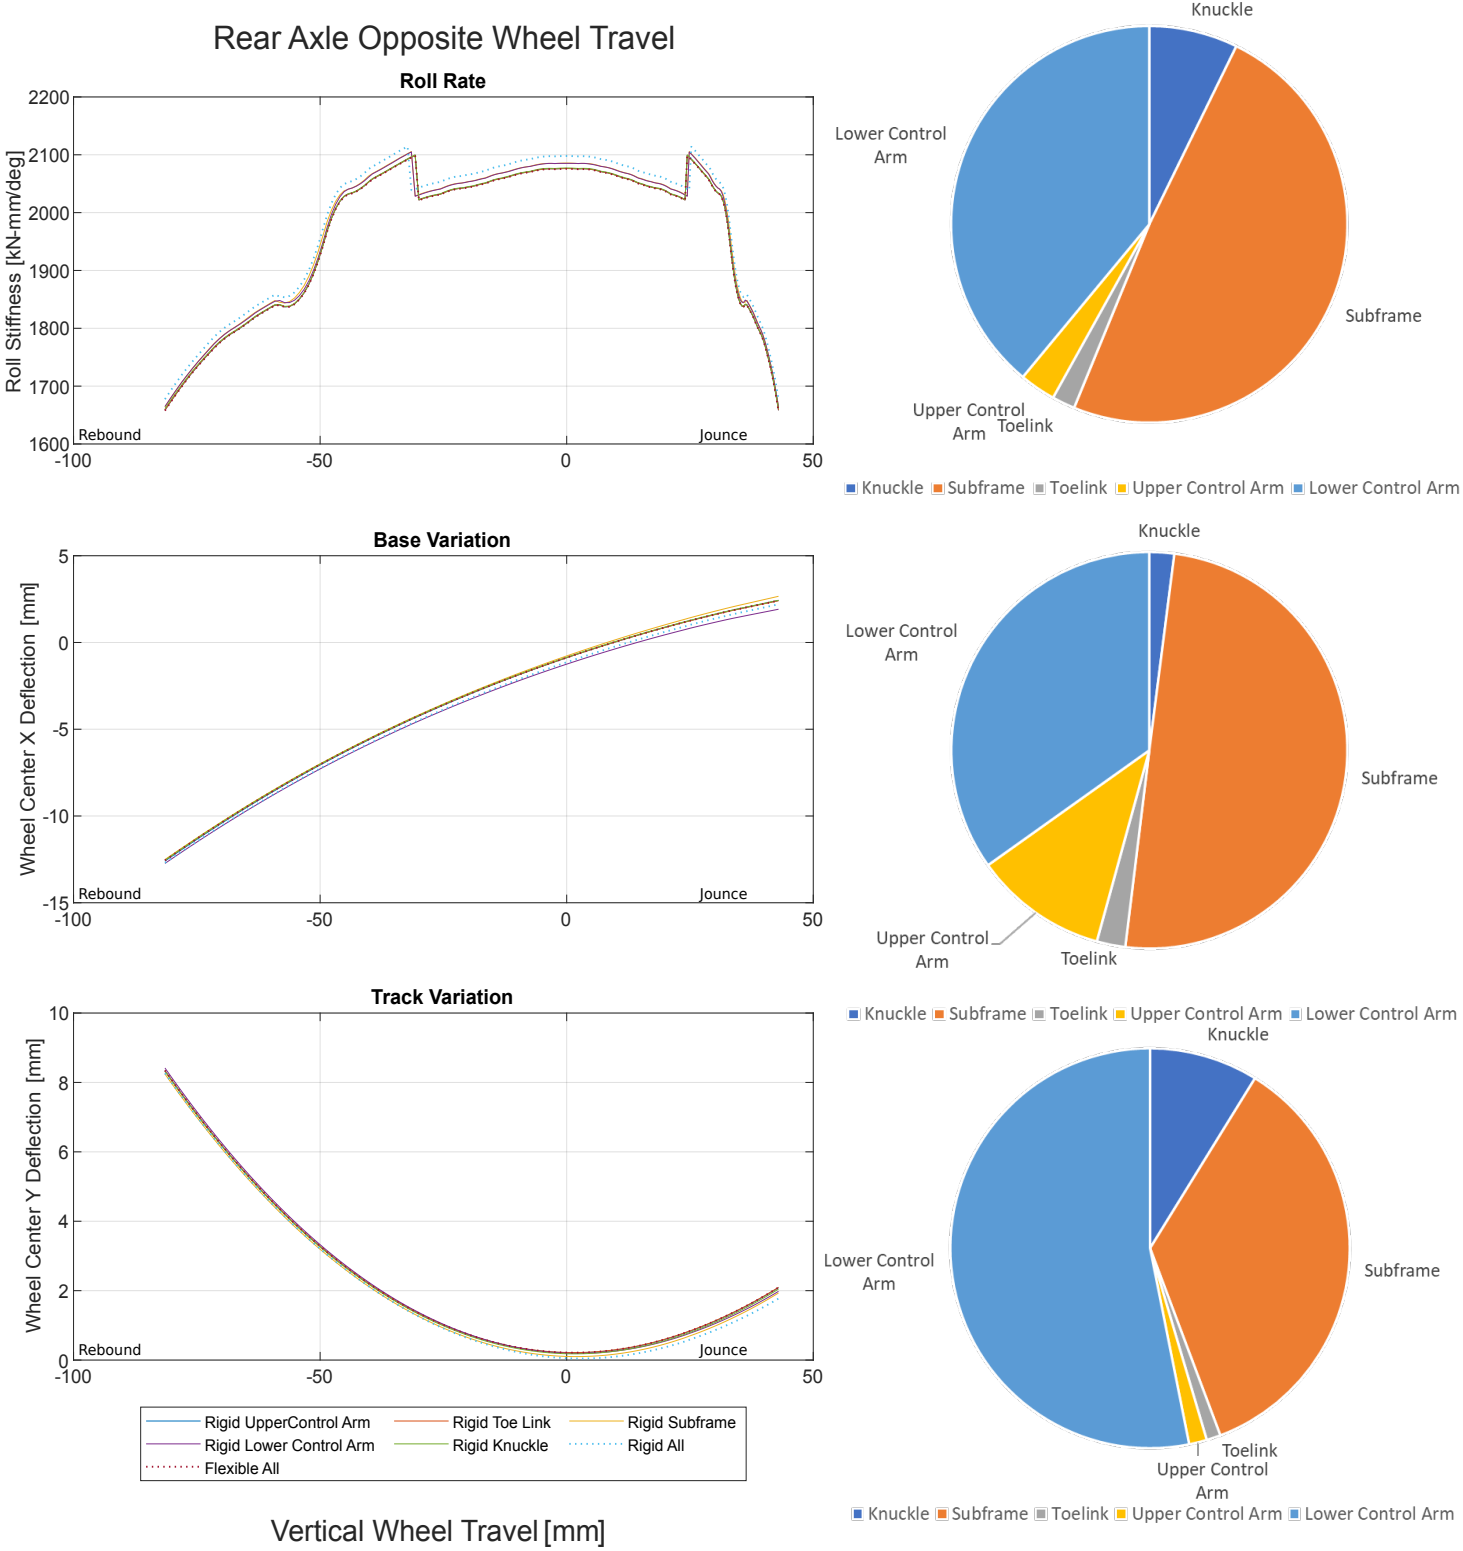 Rear Axle Opposite Wheel Travel
Roll Rate
Roll Stiffness [kN-mm/deg]
2200
2100
2000
1900
1800
1700
1600
Rebound
Jounce
-100
-50
0
50
Knuckle
Lower Control
Arm
Subframe
Upper Control
Arm
Toelink
Knuckle Subframe Toelink Upper Control Arm Lower Control Arm
Base Variation
Wheel Center X Deflection [mm]
5
0
-5
-10
-15
Rebound
Jounce
-100
-50
0
50
Knuckle
Lower Control
Arm
Subframe
Upper Control
Arm
Toelink
Knuckle Subframe Toelink Upper Control Arm Lower Control Arm
Track Variation
Wheel Center Y Deflection [mm]
10
8
6
4
2
0
Rebound
Jounce
-100
-50
0
50
Knuckle
Lower Control
Arm
Subframe
Toelink
Upper Control
Arm
Knuckle Subframe Toelink Upper Control Arm Lower Control Arm
Rigid UpperControl Arm Rigid Toe Link Rigid Subframe
Rigid Lower Control Arm Rigid Knuckle Rigid All
Flexible All
Vertical Wheel Travel [mm]